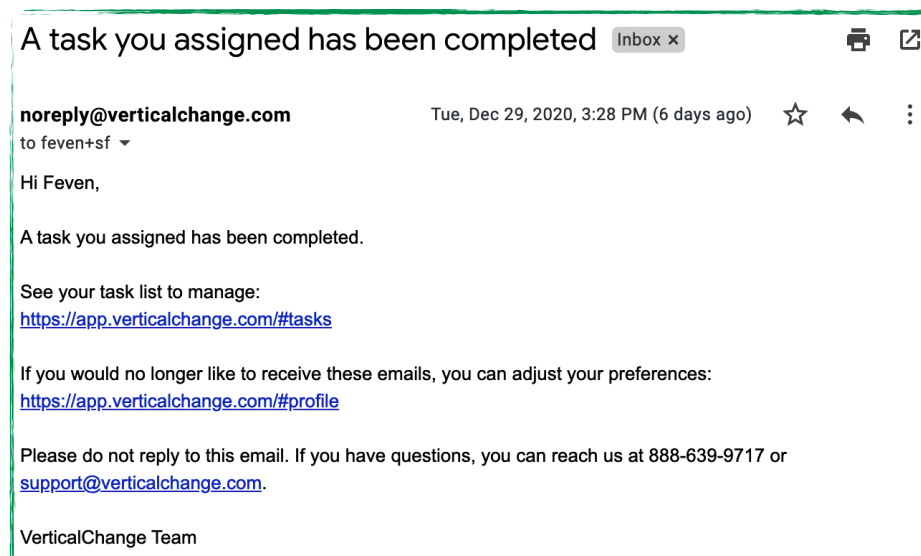 A task you assigned has been completed Inbox ×
noreply@verticalchange.com Tue, Dec 29, 2020, 3:28 PM (6 days ago)
to feven+sf
Hi Feven,
A task you assigned has been completed.
See your task list to manage:
https://app.verticalchange.com/#tasks
If you would no longer like to receive these emails, you can adjust your preferences:
https://app.verticalchange.com/#profile
Please do not reply to this email. If you have questions, you can reach us at 888-639-9717 or
support@verticalchange.com.
VerticalChange Team